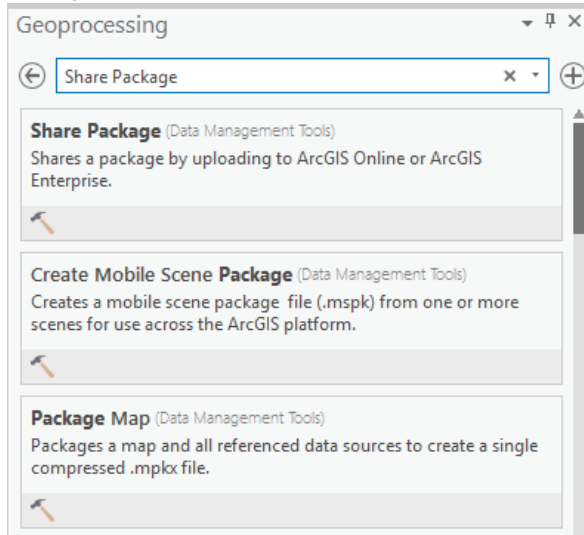 Geoprocessing
Share Package
Share Package (Data Management Tools)
Shares a package by uploading to ArcGIS Online or ArcGIS
Enterprise.
Create Mobile Scene Package (Data Management Tools)
Creates a mobile scene package file (.mspk) from one or more
scenes for use across the ArcGIS platform.
Package Map (Data Management Tools)
Packages a map and all referenced data sources to create a single
compressed .mpkx file.